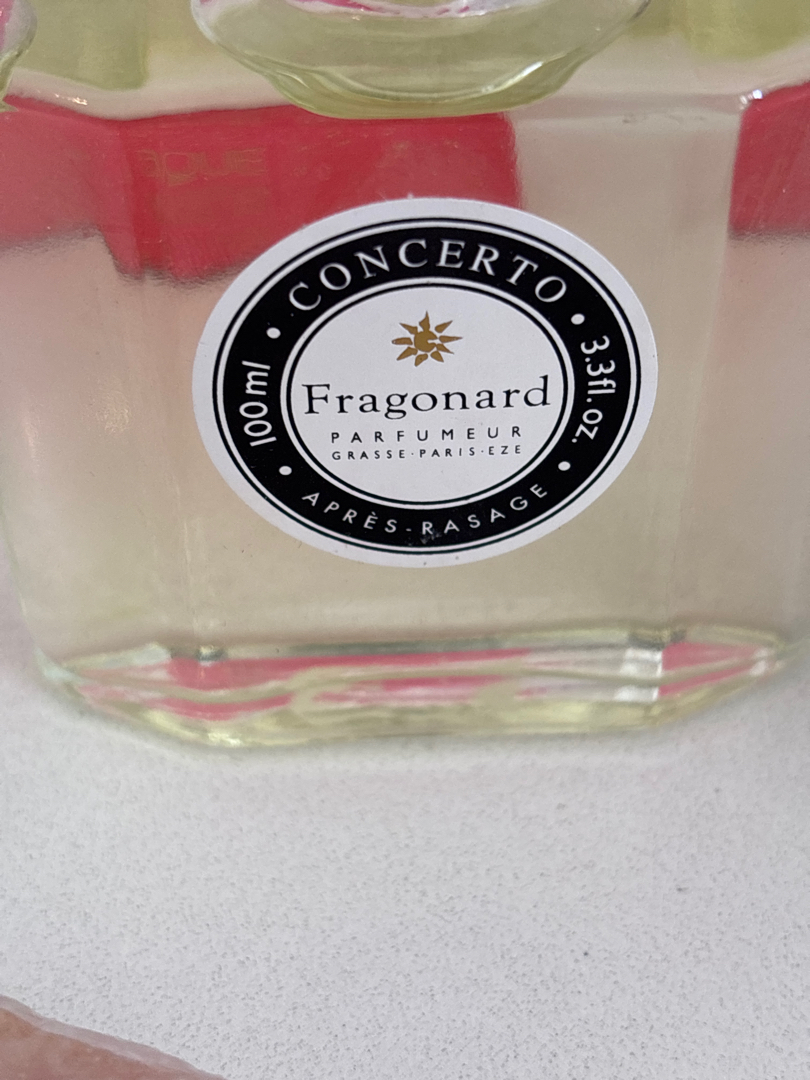 CONCERTO
100 ml
3.3fl. oz.
Fragonard
PARFUMEUR
GRASSE·PARIS·EZE
APRÈS-RASAGE